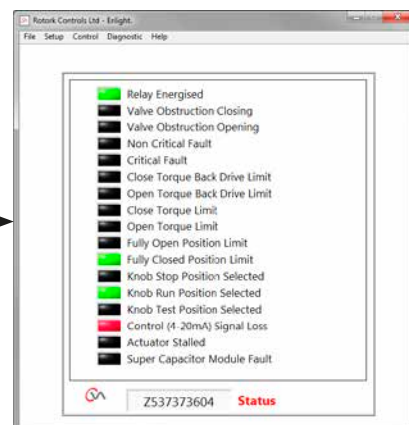 Rotork Controls Ltd - Enlight.
File Setup Control Diagnostic Help
Relay Energised
Valve Obstruction Closing
Valve Obstruction Opening
Non Critical Fault
Critical Fault
Close Torque Back Drive Limit
Open Torque Back Drive Limit
Close Torque Limit
Open Torque Limit
Fully Open Position Limit
Fully Closed Position Limit
Knob Stop Position Selected
Knob Run Position Selected
Knob Test Position Selected
Control (4-20mA) Signal Loss
Actuator Stalled
Super Capacitor Module Fault
Z537373604 Status